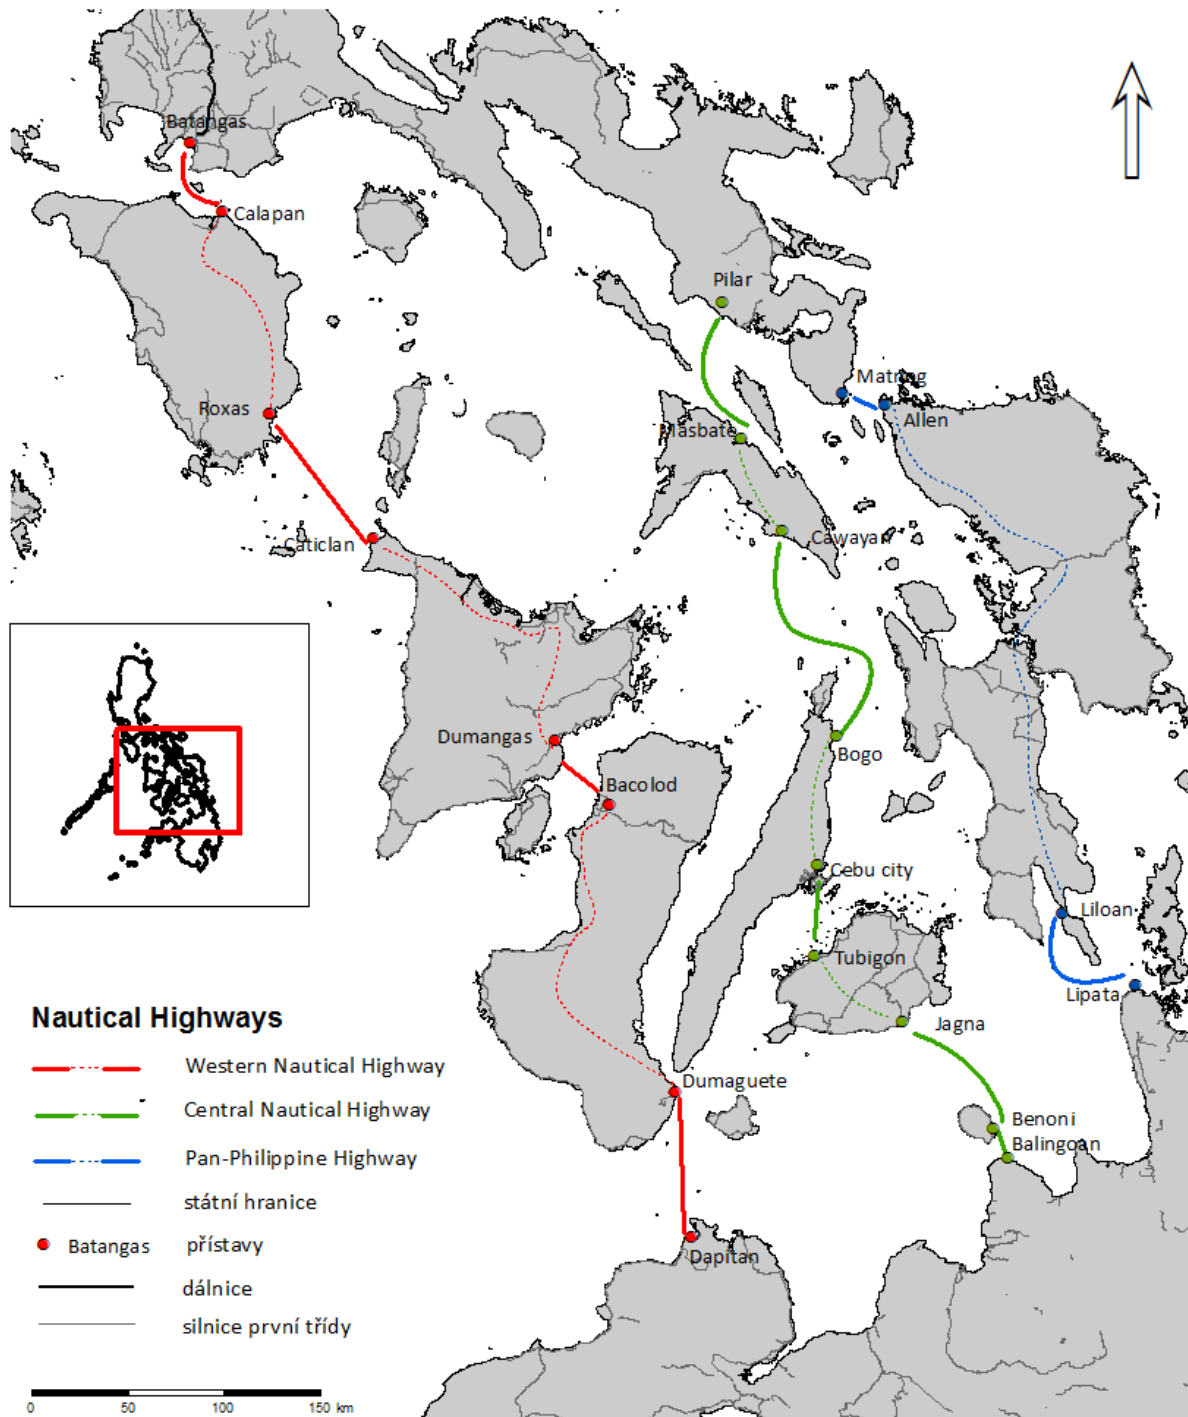 Batangas
Calapan
Pilar
Matnog
Allen
Roxas
Masbate
Cawayan
Caticlan
Dumangas
Bogo
Bacolod
Cebu city
Liloan
Tubigon
Lipata
Jagna
Dumaguete
Benoni
Balingoan
Dapitan
Nautical Highways
Western Nautical Highway
Central Nautical Highway
Pan-Philippine Highway
státní hranice
Batangas přístavy
dálnice
silnice první třídy
0 50 100 150 km